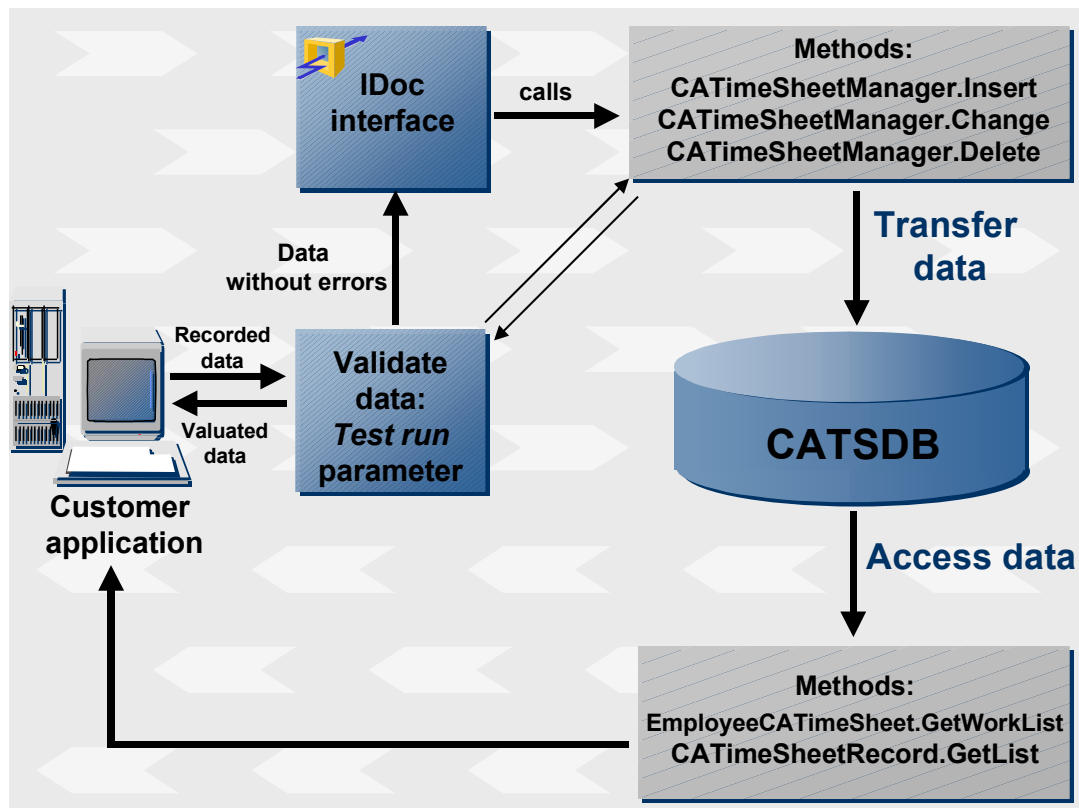 IDoc
interface
calls
Methods:
CATimeSheetManager.Insert
CATimeSheetManager.Change
CATimeSheetManager.Delete
Transfer
data
Data
without errors
Recorded
data
Valuated
data
Validate
data:
Test run
parameter
CATSDB
Customer
application
Access data
Methods:
EmployeeCATimeSheet.GetWorkList
CATimeSheetRecord.GetList